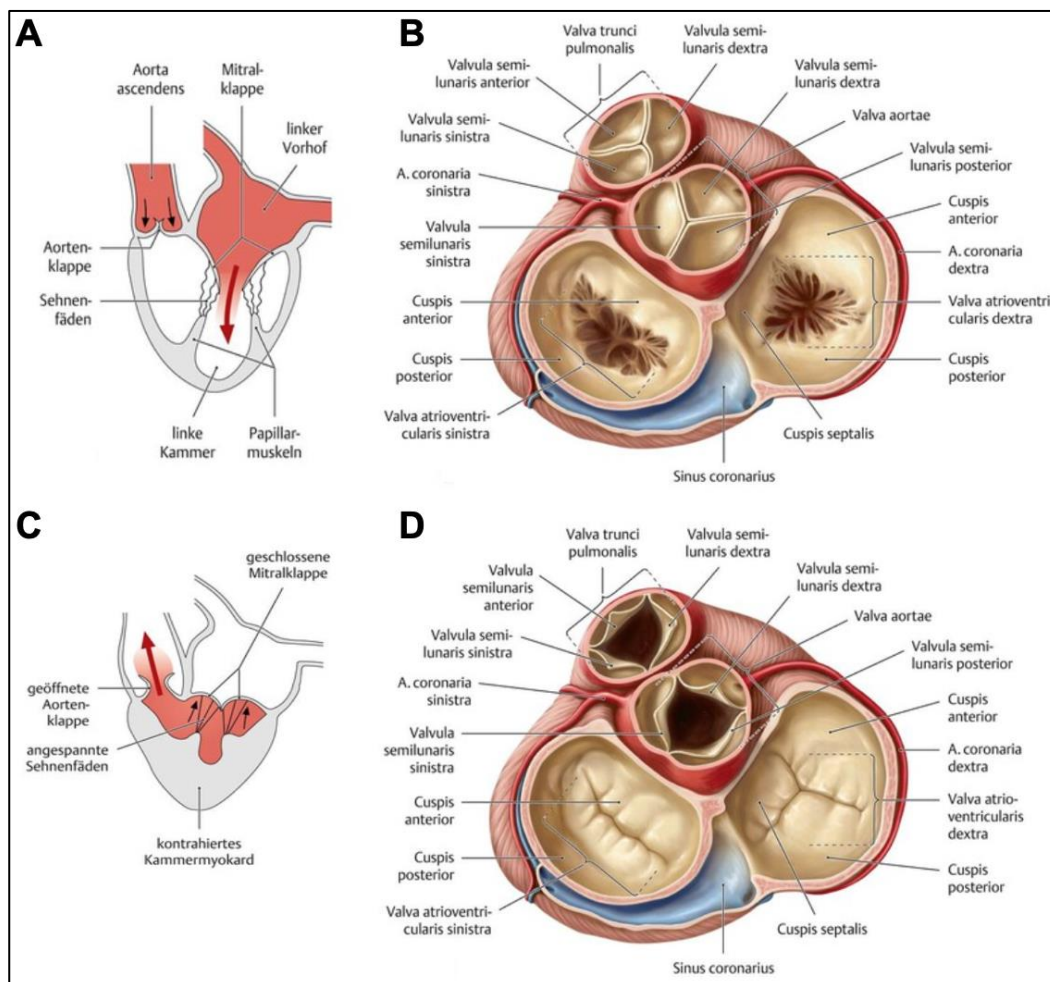 A
Aorta
ascendens
Mitral-
klappe
linker
Vorhof
Aorten-
klappe
Sehnen-
fäden
linke
Kammer
Papillar-
muskeln
B
Valva trunci
pulmonalis
Valvula semi-
lunaris dextra
Valvula semi-
lunaris anterior
Valvula semi-
lunaris dextra
Valvula semi-
lunaris sinistra
Valva aortae
Valvula semi-
lunaris posterior
A. coronaria
sinistra
Cuspis
anterior
Valvula
semilunaris
sinistra
A. coronaria
dextra
Cuspis
anterior
Valva atrioventri-
cularis dextra
Cuspis
posterior
Cuspis
posterior
Valva atrioventri-
cularis sinistra
Cuspis septalis
Sinus coronarius
C
geschlossene
Mitralklappe
geöffnete
Aorten-
klappe
angespannte
Sehnenfäden
kontrahiertes
Kammermyokard
D
Valva trunci
pulmonalis
Valvula semi-
lunaris dextra
Valvula
semilunaris
anterior
Valvula semi-
lunaris dextra
Valvula semi-
lunaris sinistra
Valva aortae
Valvula semi-
lunaris posterior
A. coronaria
sinistra
Cuspis
anterior
Valvula
semilunaris
sinistra
A. coronaria
dextra
Cuspis
anterior
Valva atrio-
ventricularis
dextra
Cuspis
posterior
Cuspis
posterior
Valva atrioventri-
cularis sinistra
Cuspis septalis
Sinus coronarius